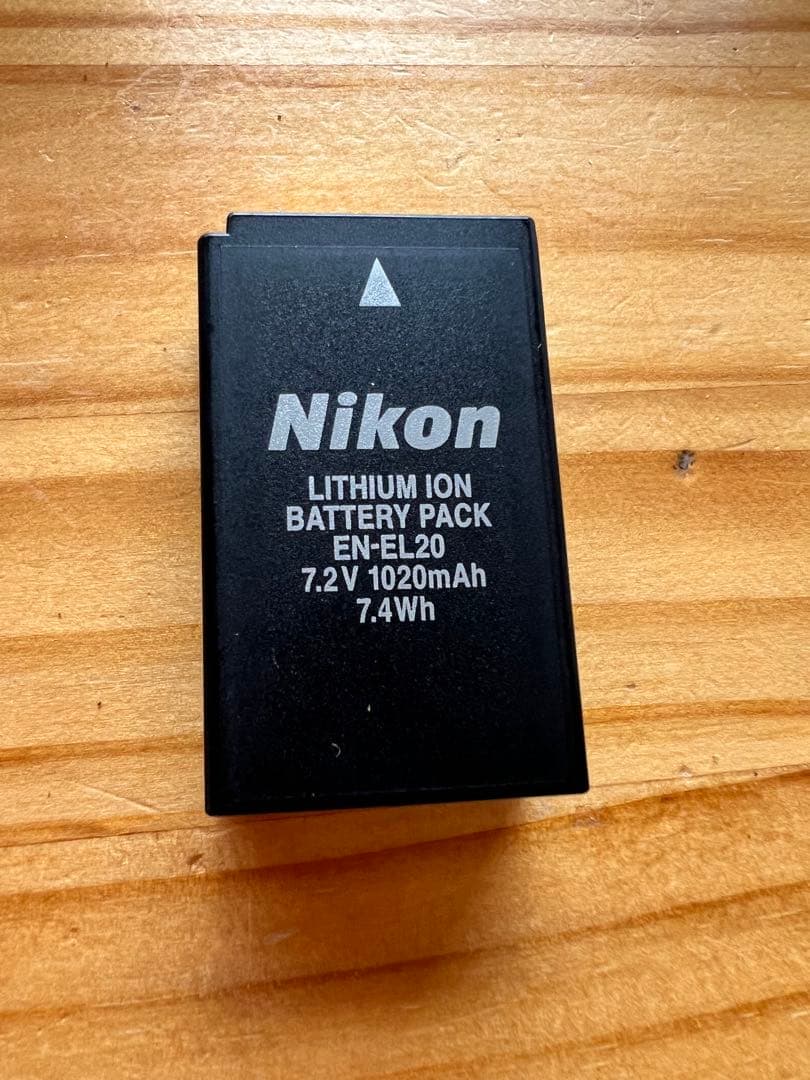 Nikon
LITHIUM ION
BATTERY PACK
EN-EL20
7.2V 1020mAh
7.4Wh